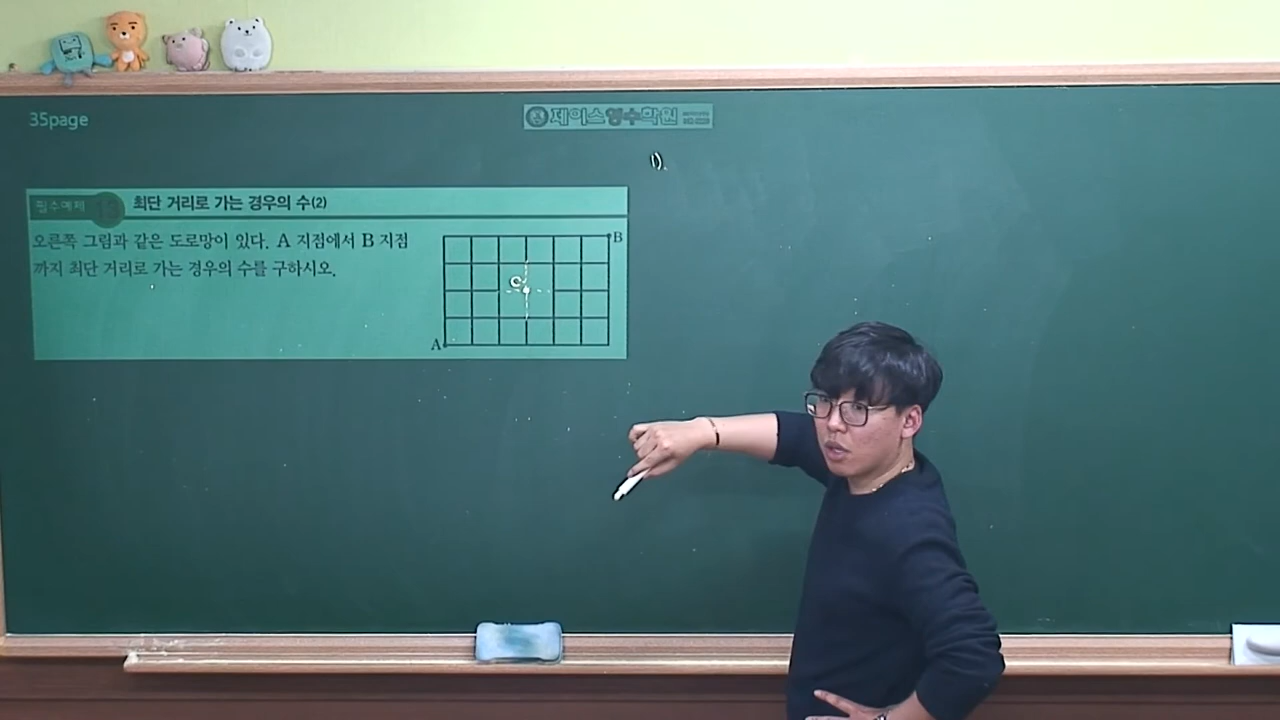 35page
제이스영수학원
1).
필수예제 13 최단 거리로 가는 경우의 수(2)
오른쪽 그림과 같은 도로망이 있다. A 지점에서 B 지점
까지 최단 거리로 가는 경우의 수를 구하시오.
B
C
A